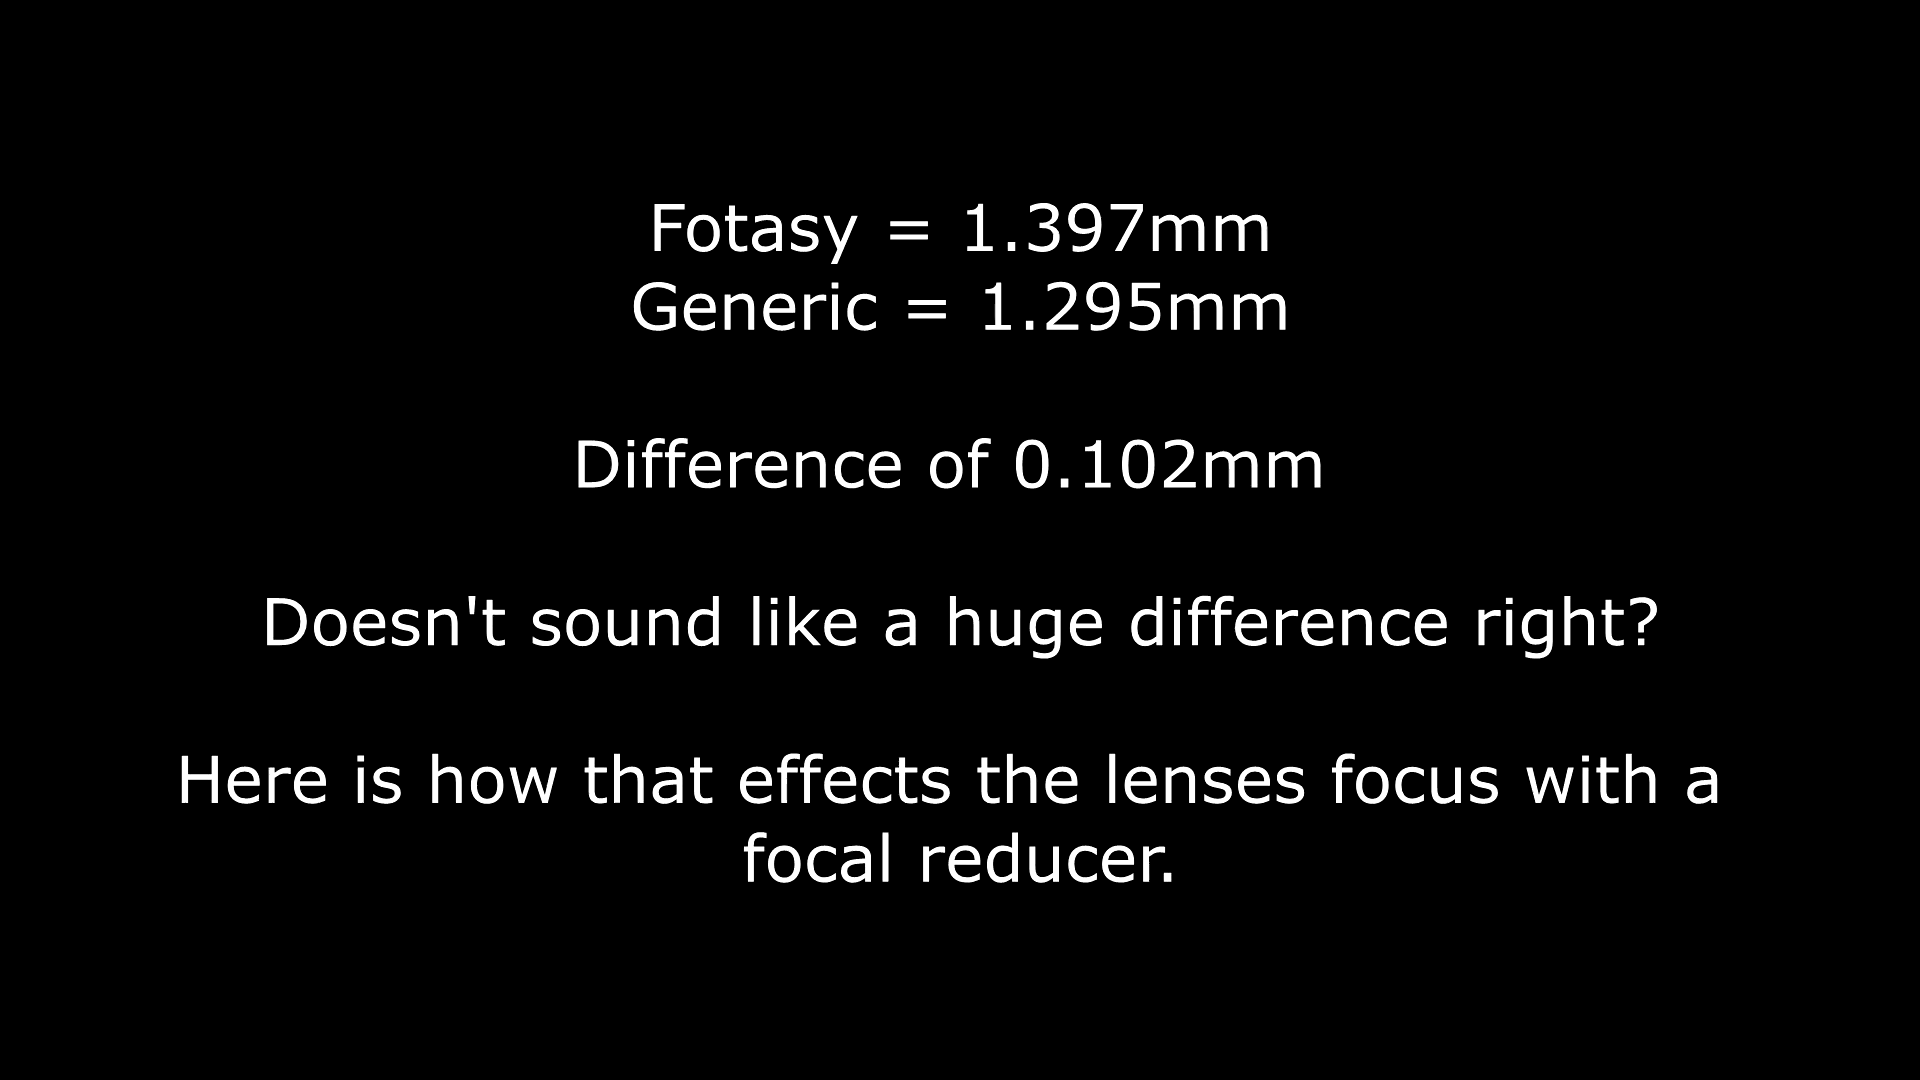 Fotasy = 1.397mm
Generic = 1.295mm
Difference of 0.102mm
Doesn't sound like a huge difference right?
Here is how that effects the lenses focus with a
focal reducer.